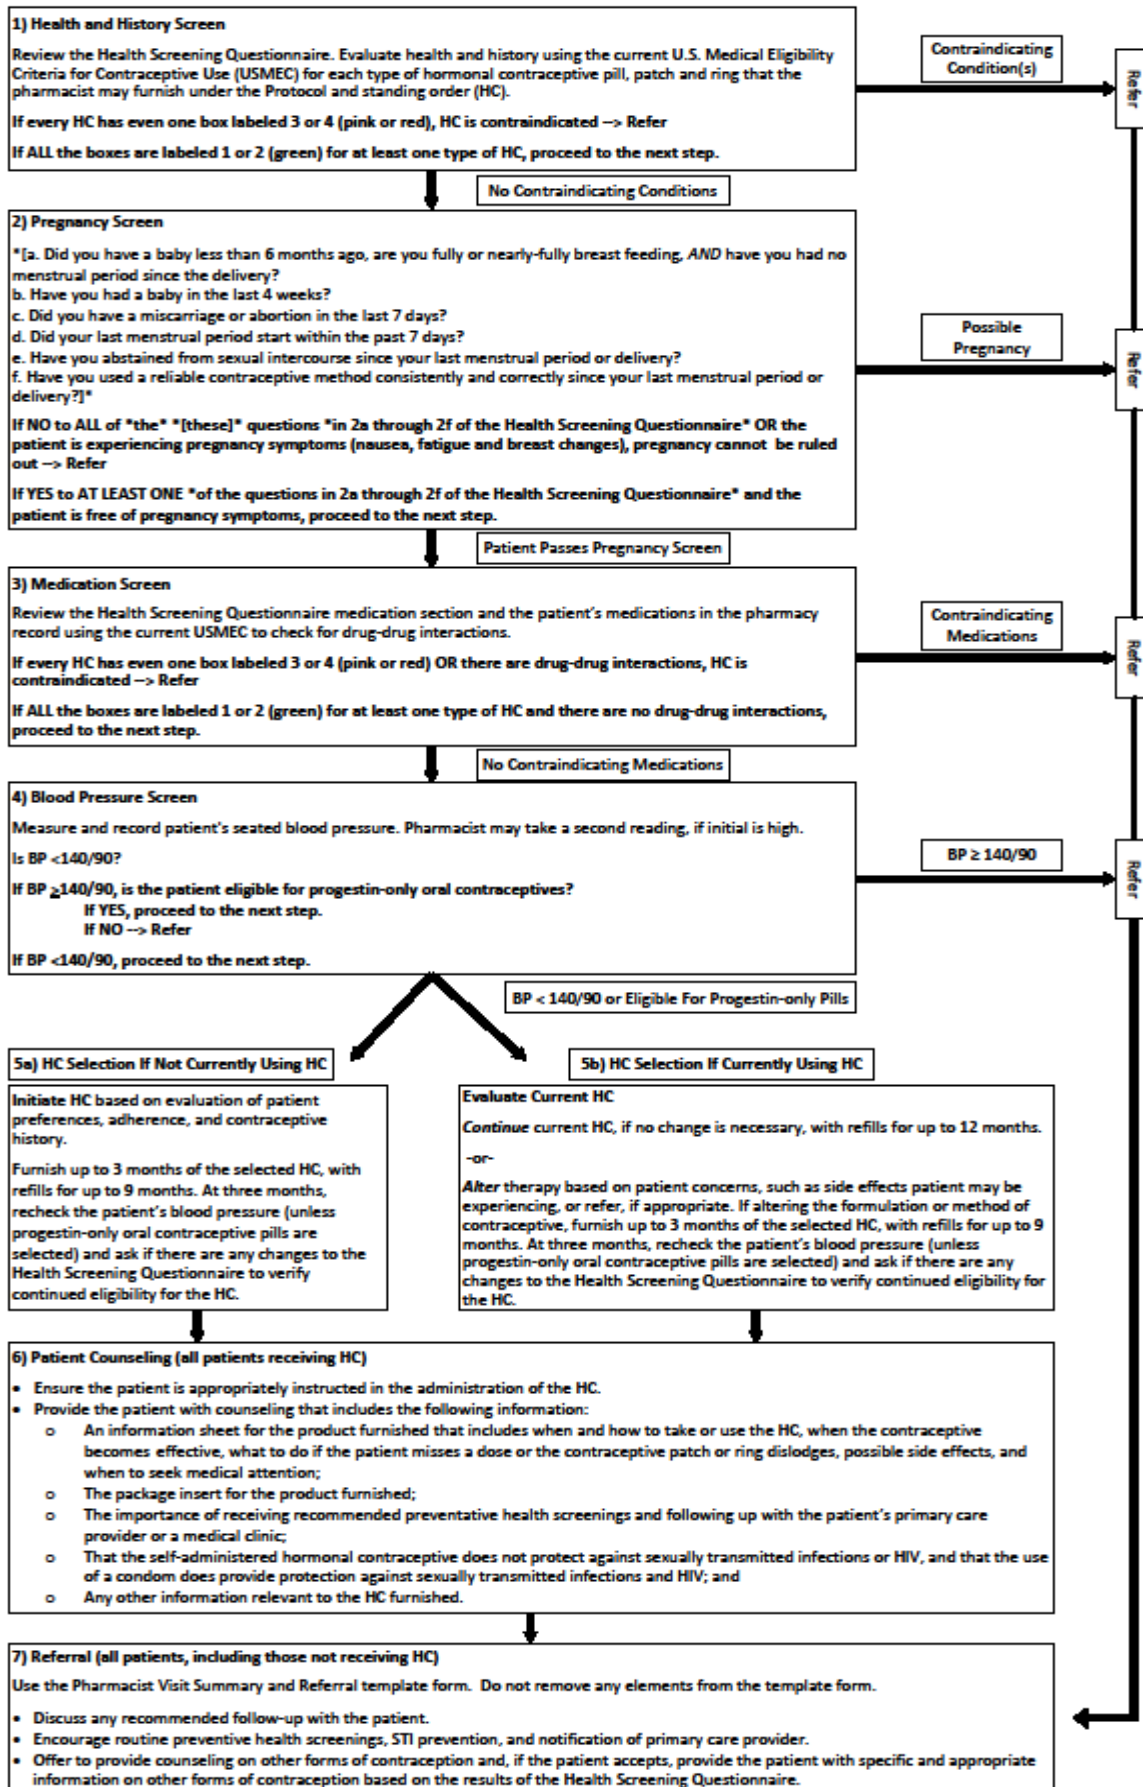 1) Health and History Screen
Review the Health Screening Questionnaire. Evaluate health and history using the current U.S. Medical Eligibility
Criteria for Contraceptive Use (USMEC) for each type of hormonal contraceptive pill, patch and ring that the
pharmacist may furnish under the Protocol and standing order (HC).
If every HC has even one box labeled 3 or 4 (pink or red), HC is contraindicated --> Refer
If ALL the boxes are labeled 1 or 2 (green) for at least one type of HC, proceed to the next step.
Contraindicating
Condition(s)
Refer
No Contraindicating Conditions
2) Pregnancy Screen
*[a. Did you have a baby less than 6 months ago, are you fully or nearly-fully breast feeding, AND have you had no
menstrual period since the delivery?
b. Have you had a baby in the last 4 weeks?
c. Did you have a miscarriage or abortion in the last 7 days?
d. Did your last menstrual period start within the past 7 days?
e. Have you abstained from sexual intercourse since your last menstrual period or delivery?
f. Have you used a reliable contraceptive method consistently and correctly since your last menstrual period or
delivery?]*
If NO to ALL of *the* *[these]* questions *in 2a through 2f of the Health Screening Questionnaire* OR the
patient is experiencing pregnancy symptoms (nausea, fatigue and breast changes), pregnancy cannot be ruled
out --> Refer
If YES to AT LEAST ONE *of the questions in 2a through 2f of the Health Screening Questionnaire* and the
patient is free of pregnancy symptoms, proceed to the next step.
Possible
Pregnancy
Refer
Patient Passes Pregnancy Screen
3) Medication Screen
Review the Health Screening Questionnaire medication section and the patient's medications in the pharmacy
record using the current USMEC to check for drug-drug interactions.
If every HC has even one box labeled 3 or 4 (pink or red) OR there are drug-drug interactions, HC is
contraindicated --> Refer
If ALL the boxes are labeled 1 or 2 (green) for at least one type of HC and there are no drug-drug interactions,
proceed to the next step.
Contraindicating
Medications
Refer
No Contraindicating Medications
4) Blood Pressure Screen
Measure and record patient's seated blood pressure. Pharmacist may take a second reading, if initial is high.
Is BP <140/90?
If BP ≥140/90, is the patient eligible for progestin-only oral contraceptives?
If YES, proceed to the next step.
If NO --> Refer
If BP <140/90, proceed to the next step.
BP ≥ 140/90
Refer
BP < 140/90 or Eligible For Progestin-only Pills
5a) HC Selection If Not Currently Using HC
Initiate HC based on evaluation of patient
preferences, adherence, and contraceptive
history.
Furnish up to 3 months of the selected HC, with
refills for up to 9 months. At three months,
recheck the patient's blood pressure (unless
progestin-only oral contraceptive pills are
selected) and ask if there are any changes to the
Health Screening Questionnaire to verify
continued eligibility for the HC.
5b) HC Selection If Currently Using HC
Evaluate Current HC
Continue current HC, if no change is necessary, with refills for up to 12 months.
-or-
Alter therapy based on patient concerns, such as side effects patient may be
experiencing, or refer, if appropriate. If altering the formulation or method of
contraceptive, furnish up to 3 months of the selected HC, with refills for up to 9
months. At three months, recheck the patient's blood pressure (unless
progestin-only oral contraceptive pills are selected) and ask if there are any
changes to the Health Screening Questionnaire to verify continued eligibility for
the HC.
6) Patient Counseling (all patients receiving HC)
• Ensure the patient is appropriately instructed in the administration of the HC.
• Provide the patient with counseling that includes the following information:
o An information sheet for the product furnished that includes when and how to take or use the HC, when the contraceptive
becomes effective, what to do if the patient misses a dose or the contraceptive patch or ring dislodges, possible side effects, and
when to seek medical attention;
o The package insert for the product furnished;
o The importance of receiving recommended preventative health screenings and following up with the patient's primary care
provider or a medical clinic;
o That the self-administered hormonal contraceptive does not protect against sexually transmitted infections or HIV, and that the use
of a condom does provide protection against sexually transmitted infections and HIV; and
o Any other information relevant to the HC furnished.
7) Referral (all patients, including those not receiving HC)
Use the Pharmacist Visit Summary and Referral template form. Do not remove any elements from the template form.
• Discuss any recommended follow-up with the patient.
• Encourage routine preventive health screenings, STI prevention, and notification of primary care provider.
• Offer to provide counseling on other forms of contraception and, if the patient accepts, provide the patient with specific and appropriate
information on other forms of contraception based on the results of the Health Screening Questionnaire.